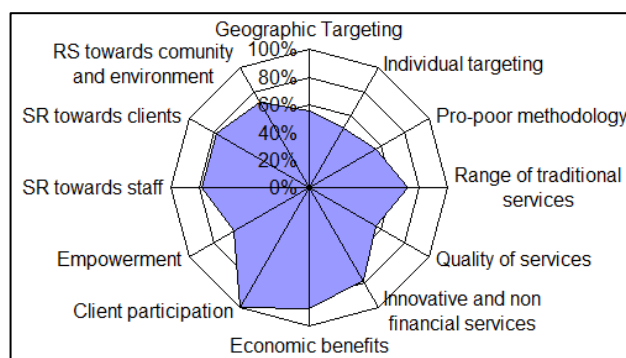 Geographic Targeting
100%
RS towards comunity
and environment
Individual targeting
80%
60%
SR towards clients
Pro-poor methodology
40%
20%
SR towards staff
0%
Range of traditional
services
Empowerment
Quality of services
Client participation
Innovative and non
financial services
Economic benefits